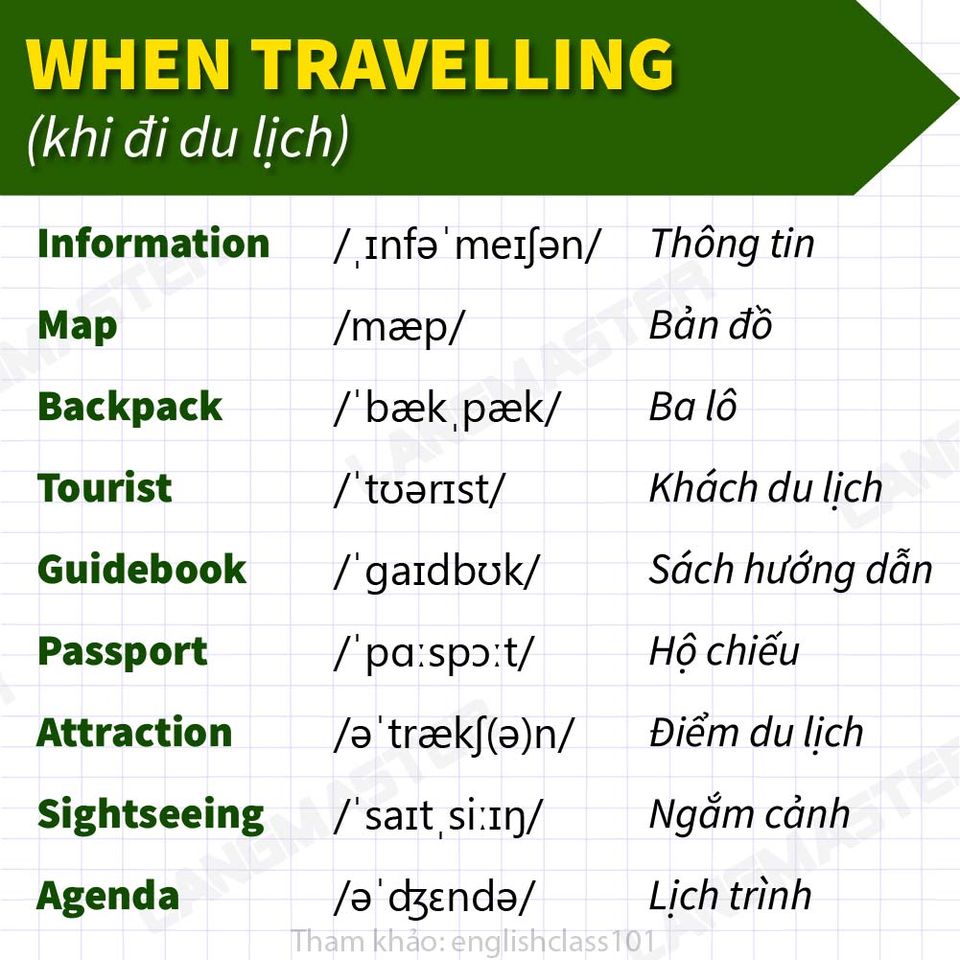 WHEN TRAVELLING
(khi đi du lịch)
Information /ˌɪnfəˈmeɪʃən/ Thông tin
Map /mæp/ Bản đồ
Backpack /ˈbækˌpæk/ Ba lô
Tourist /ˈtʊərɪst/ Khách du lịch
Guidebook /ˈɡaɪdbʊk/ Sách hướng dẫn
Passport /ˈpɑːspɔːt/ Hộ chiếu
Attraction /əˈtrækʃ(ə)n/ Điểm du lịch
Sightseeing /ˈsaɪtˌsiːɪŋ/ Ngắm cảnh
Agenda /əˈʤɛndə/ Lịch trình
Tham khảo: englishclass101
LANGMASTER